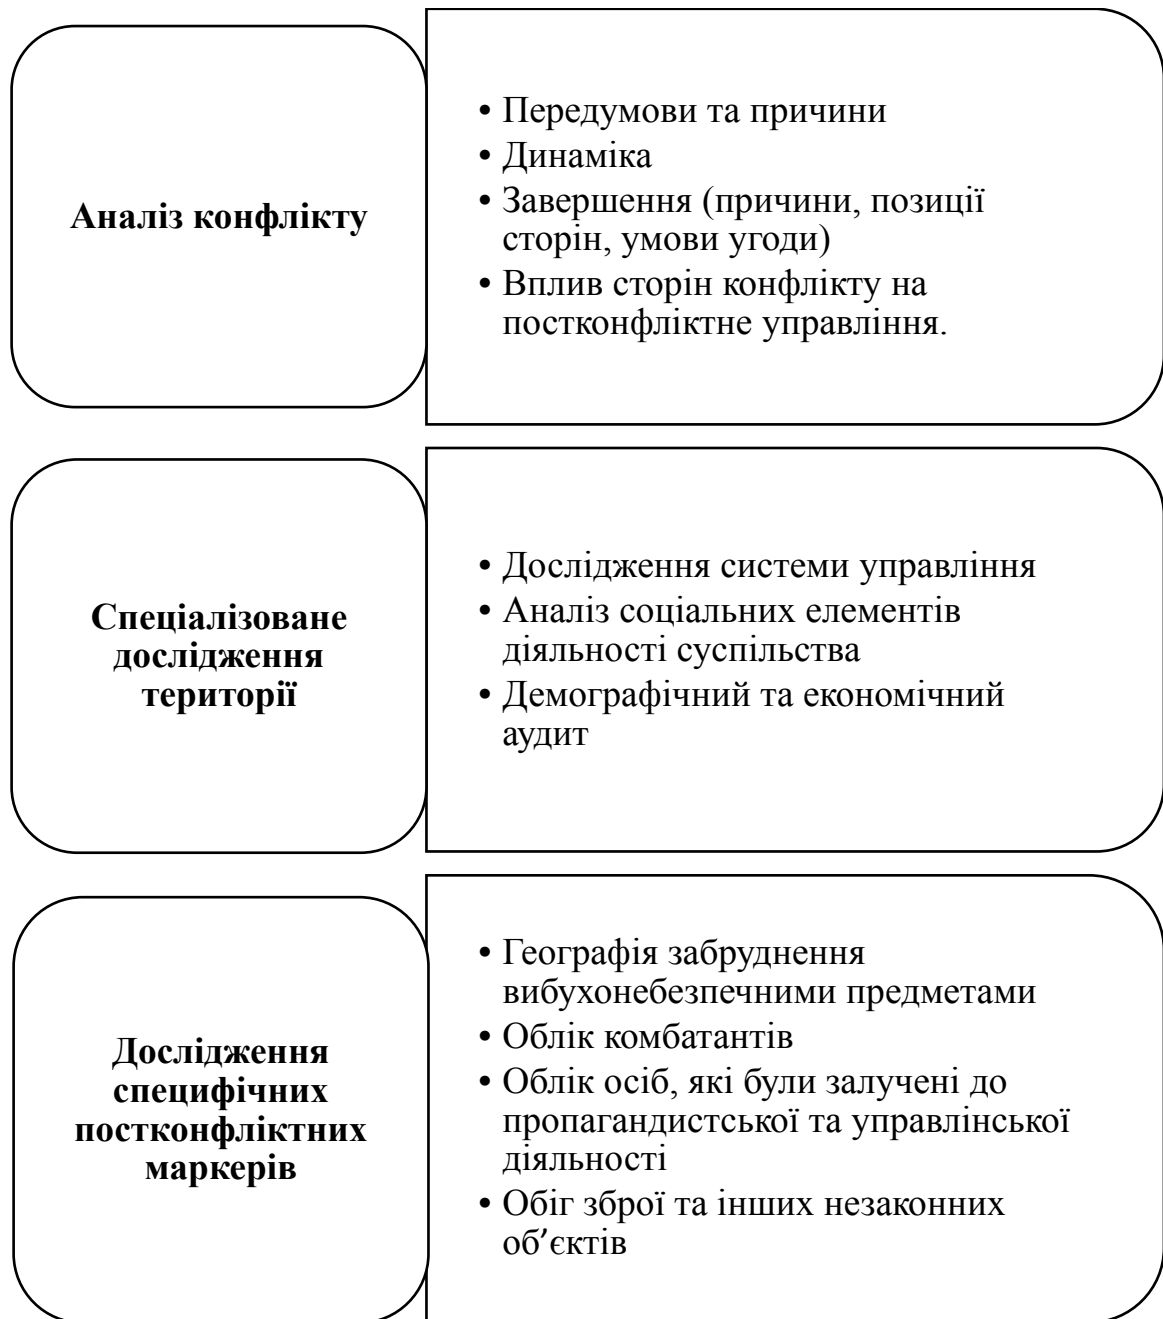 Аналіз конфлікту
• Передумови та причини
• Динаміка
• Завершення (причини, позиції
сторін, умови угоди)
• Вплив сторін конфлікту на
постконфліктне управління.
Спеціалізоване
дослідження
території
• Дослідження системи управління
• Аналіз соціальних елементів
діяльності суспільства
• Демографічний та економічний
аудит
Дослідження
специфічних
постконфліктних
маркерів
• Географія забруднення
вибухонебезпечними предметами
• Облік комбатантів
• Облік осіб, які були залучені до
пропагандистської та управлінської
діяльності
• Обіг зброї та інших незаконних
об’єктів